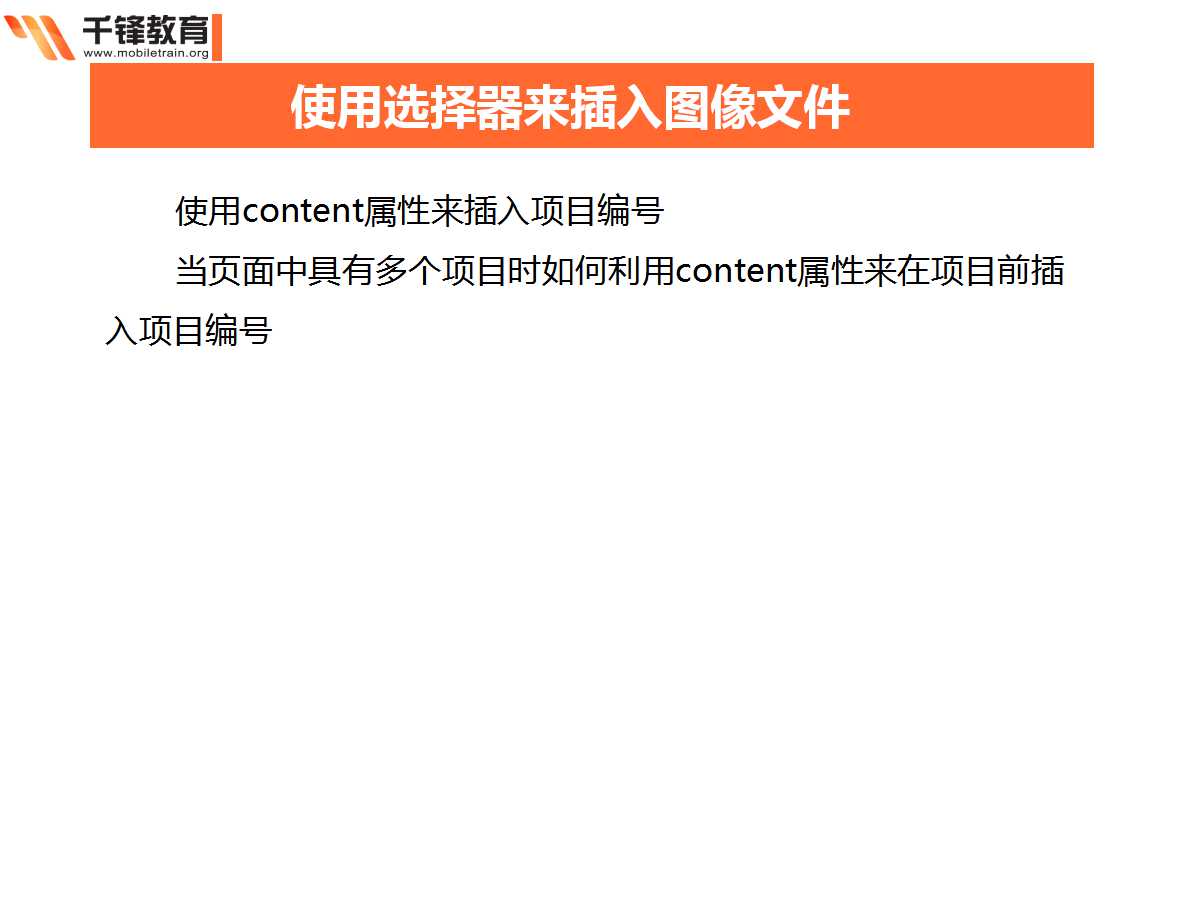 千锋教育
www.mobiletrain.org
使用选择器来插入图像文件
使用content属性来插入项目编号
当页面中具有多个项目时如何利用content属性来在项目前插
入项目编号